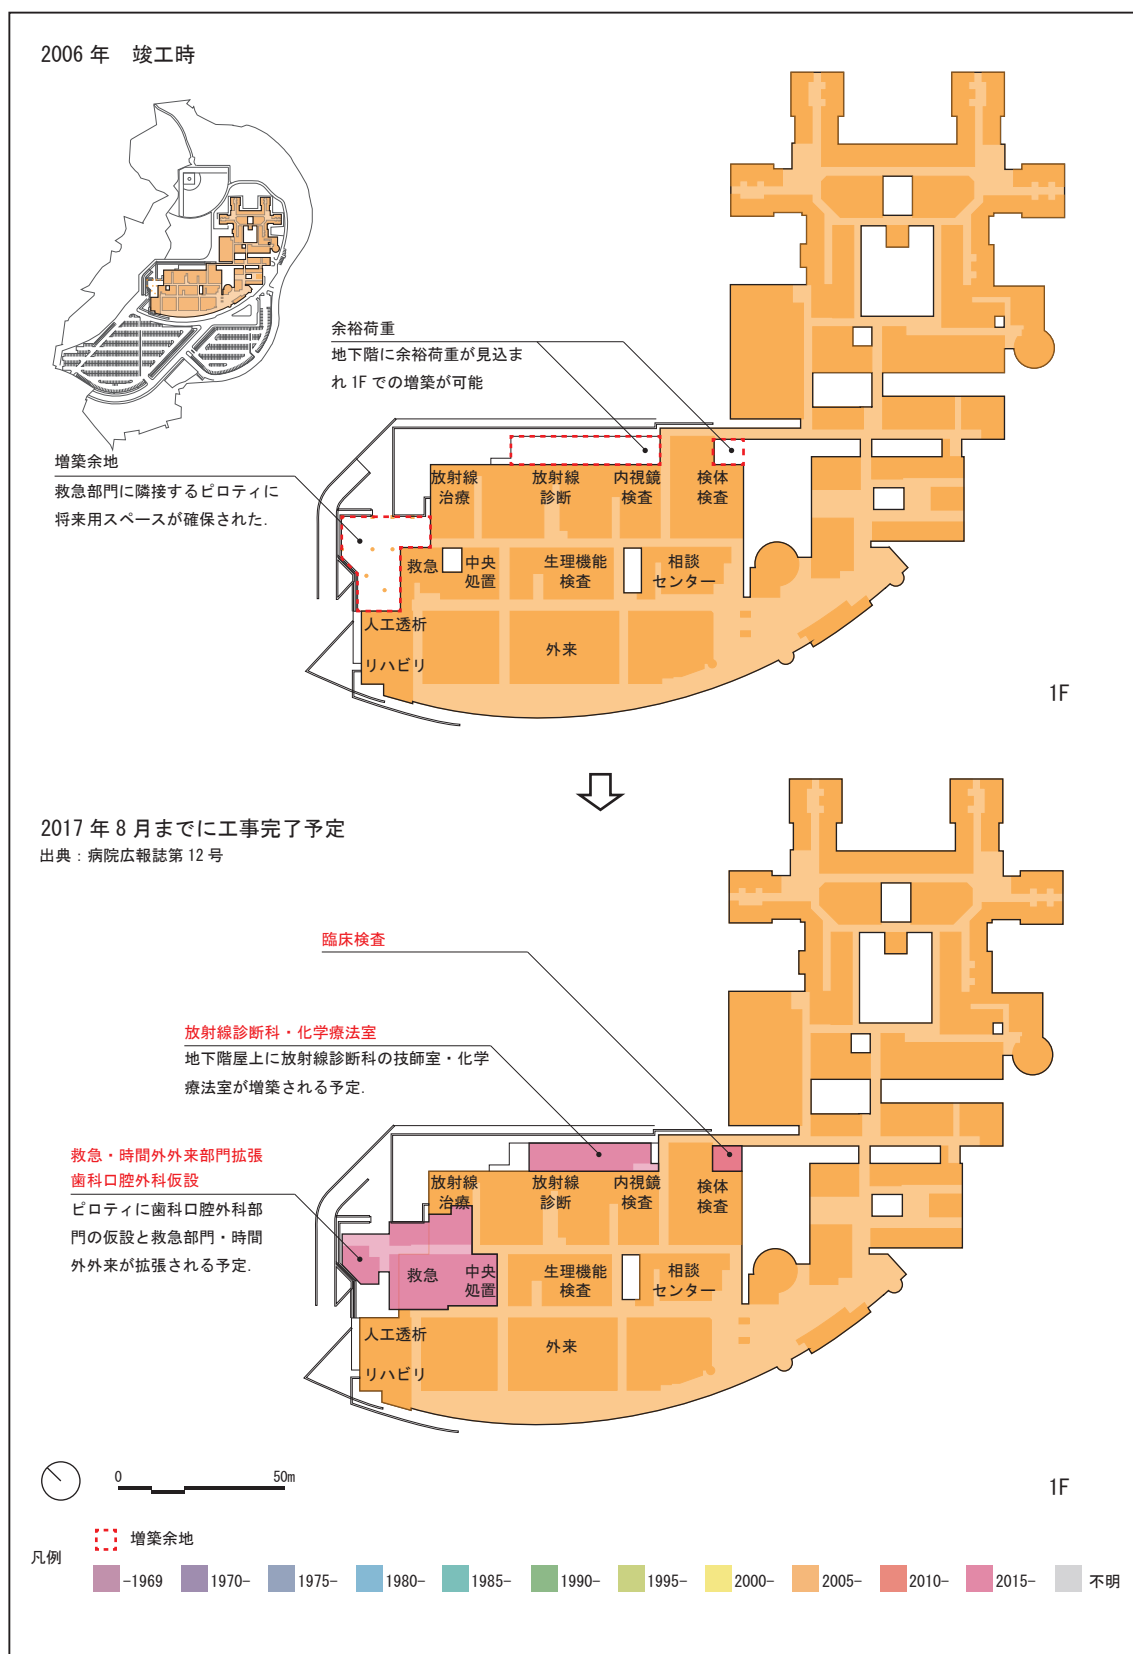 2006 年　竣工時
余裕荷重
地下階に余裕荷重が見込ま
れ 1F での増築が可能
増築余地
救急部門に隣接するピロティに
将来用スペースが確保された.
放射線
治療
放射線
診断
内視鏡
検査
検体
検査
救急
中央
処置
生理機能
検査
相談
センター
人工透析
リハビリ
外来
1F
2017 年 8 月までに工事完了予定
出典：病院広報誌第 12 号
臨床検査
放射線診断科・化学療法室
地下階屋上に放射線診断科の技師室・化学
療法室が増築される予定.
救急・時間外外来部門拡張
歯科口腔外科仮設
ピロティに歯科口腔外科部
門の仮設と救急部門・時間
外外来が拡張される予定.
放射線
治療
放射線
診断
内視鏡
検査
検体
検査
救急
中央
処置
生理機能
検査
相談
センター
人工透析
リハビリ
外来
0 50m
1F
凡例
増築余地
-1969 1970- 1975- 1980- 1985- 1990- 1995- 2000- 2005- 2010- 2015- 不明